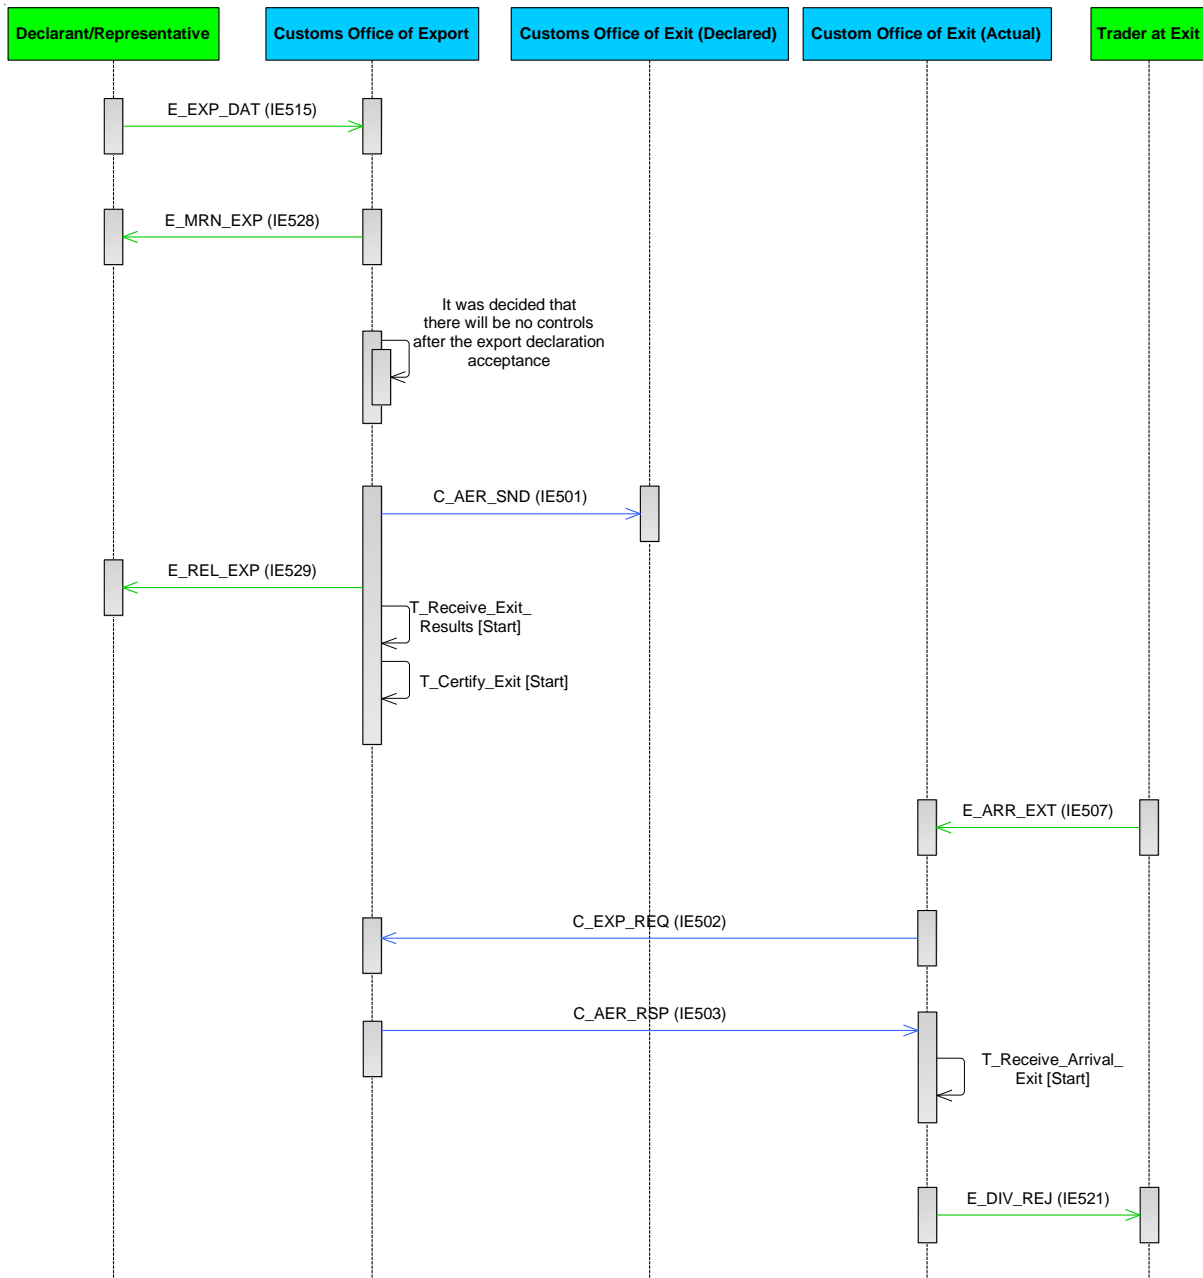 Declarant/Representative
Customs Office of Export
Customs Office of Exit (Declared)
Custom Office of Exit (Actual)
Trader at Exit
E_EXP_DAT (IE515)
E_MRN_EXP (IE528)
It was decided that
there will be no controls
after the export declaration
acceptance
C_AER_SND (IE501)
E_REL_EXP (IE529)
T_Receive_Exit_
Results [Start]
T_Certify_Exit [Start]
E_ARR_EXT (IE507)
C_EXP_REQ (IE502)
C_AER_RSP (IE503)
T_Receive_Arrival_
Exit [Start]
E_DIV_REJ (IE521)